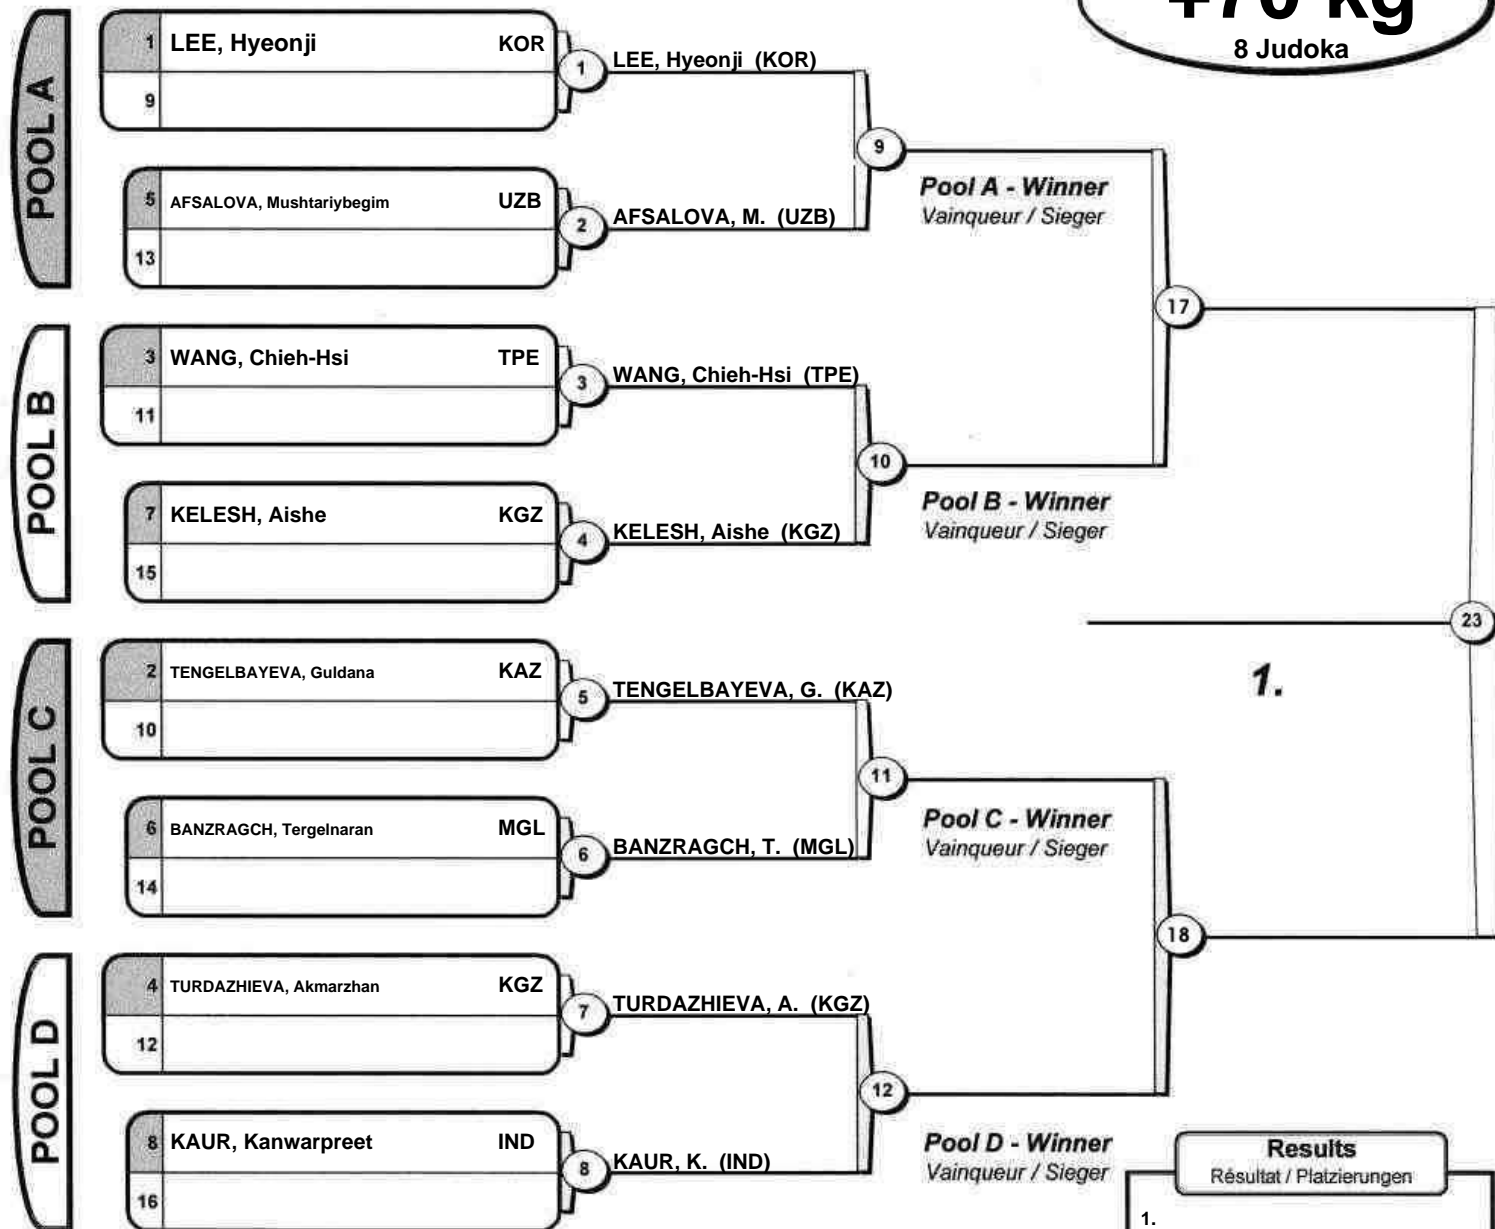 +70 kg
8 Judoka
POOL A
1 LEE, Hyeonji KOR
9
1 LEE, Hyeonji (KOR)
5 AFSALOVA, Mushtariybegim UZB
13
2 AFSALOVA, M. (UZB)
9
Pool A - Winner
Vainqueur / Sieger
POOL B
3 WANG, Chieh-Hsi TPE
11
3 WANG, Chieh-Hsi (TPE)
7 KELESH, Aishe KGZ
15
4 KELESH, Aishe (KGZ)
10
Pool B - Winner
Vainqueur / Sieger
17
23
1.
POOL C
2 TENGELBAYEVA, Guldana KAZ
10
5 TENGELBAYEVA, G. (KAZ)
6 BANZRAGCH, Tergelnaran MGL
14
6 BANZRAGCH, T. (MGL)
11
Pool C - Winner
Vainqueur / Sieger
18
POOL D
4 TURDAZHIEVA, Akmarzhan KGZ
12
7 TURDAZHIEVA, A. (KGZ)
8 KAUR, Kanwarpreet IND
16
8 KAUR, K. (IND)
12
Pool D - Winner
Vainqueur / Sieger
Results
Résultat / Platzierungen
1.